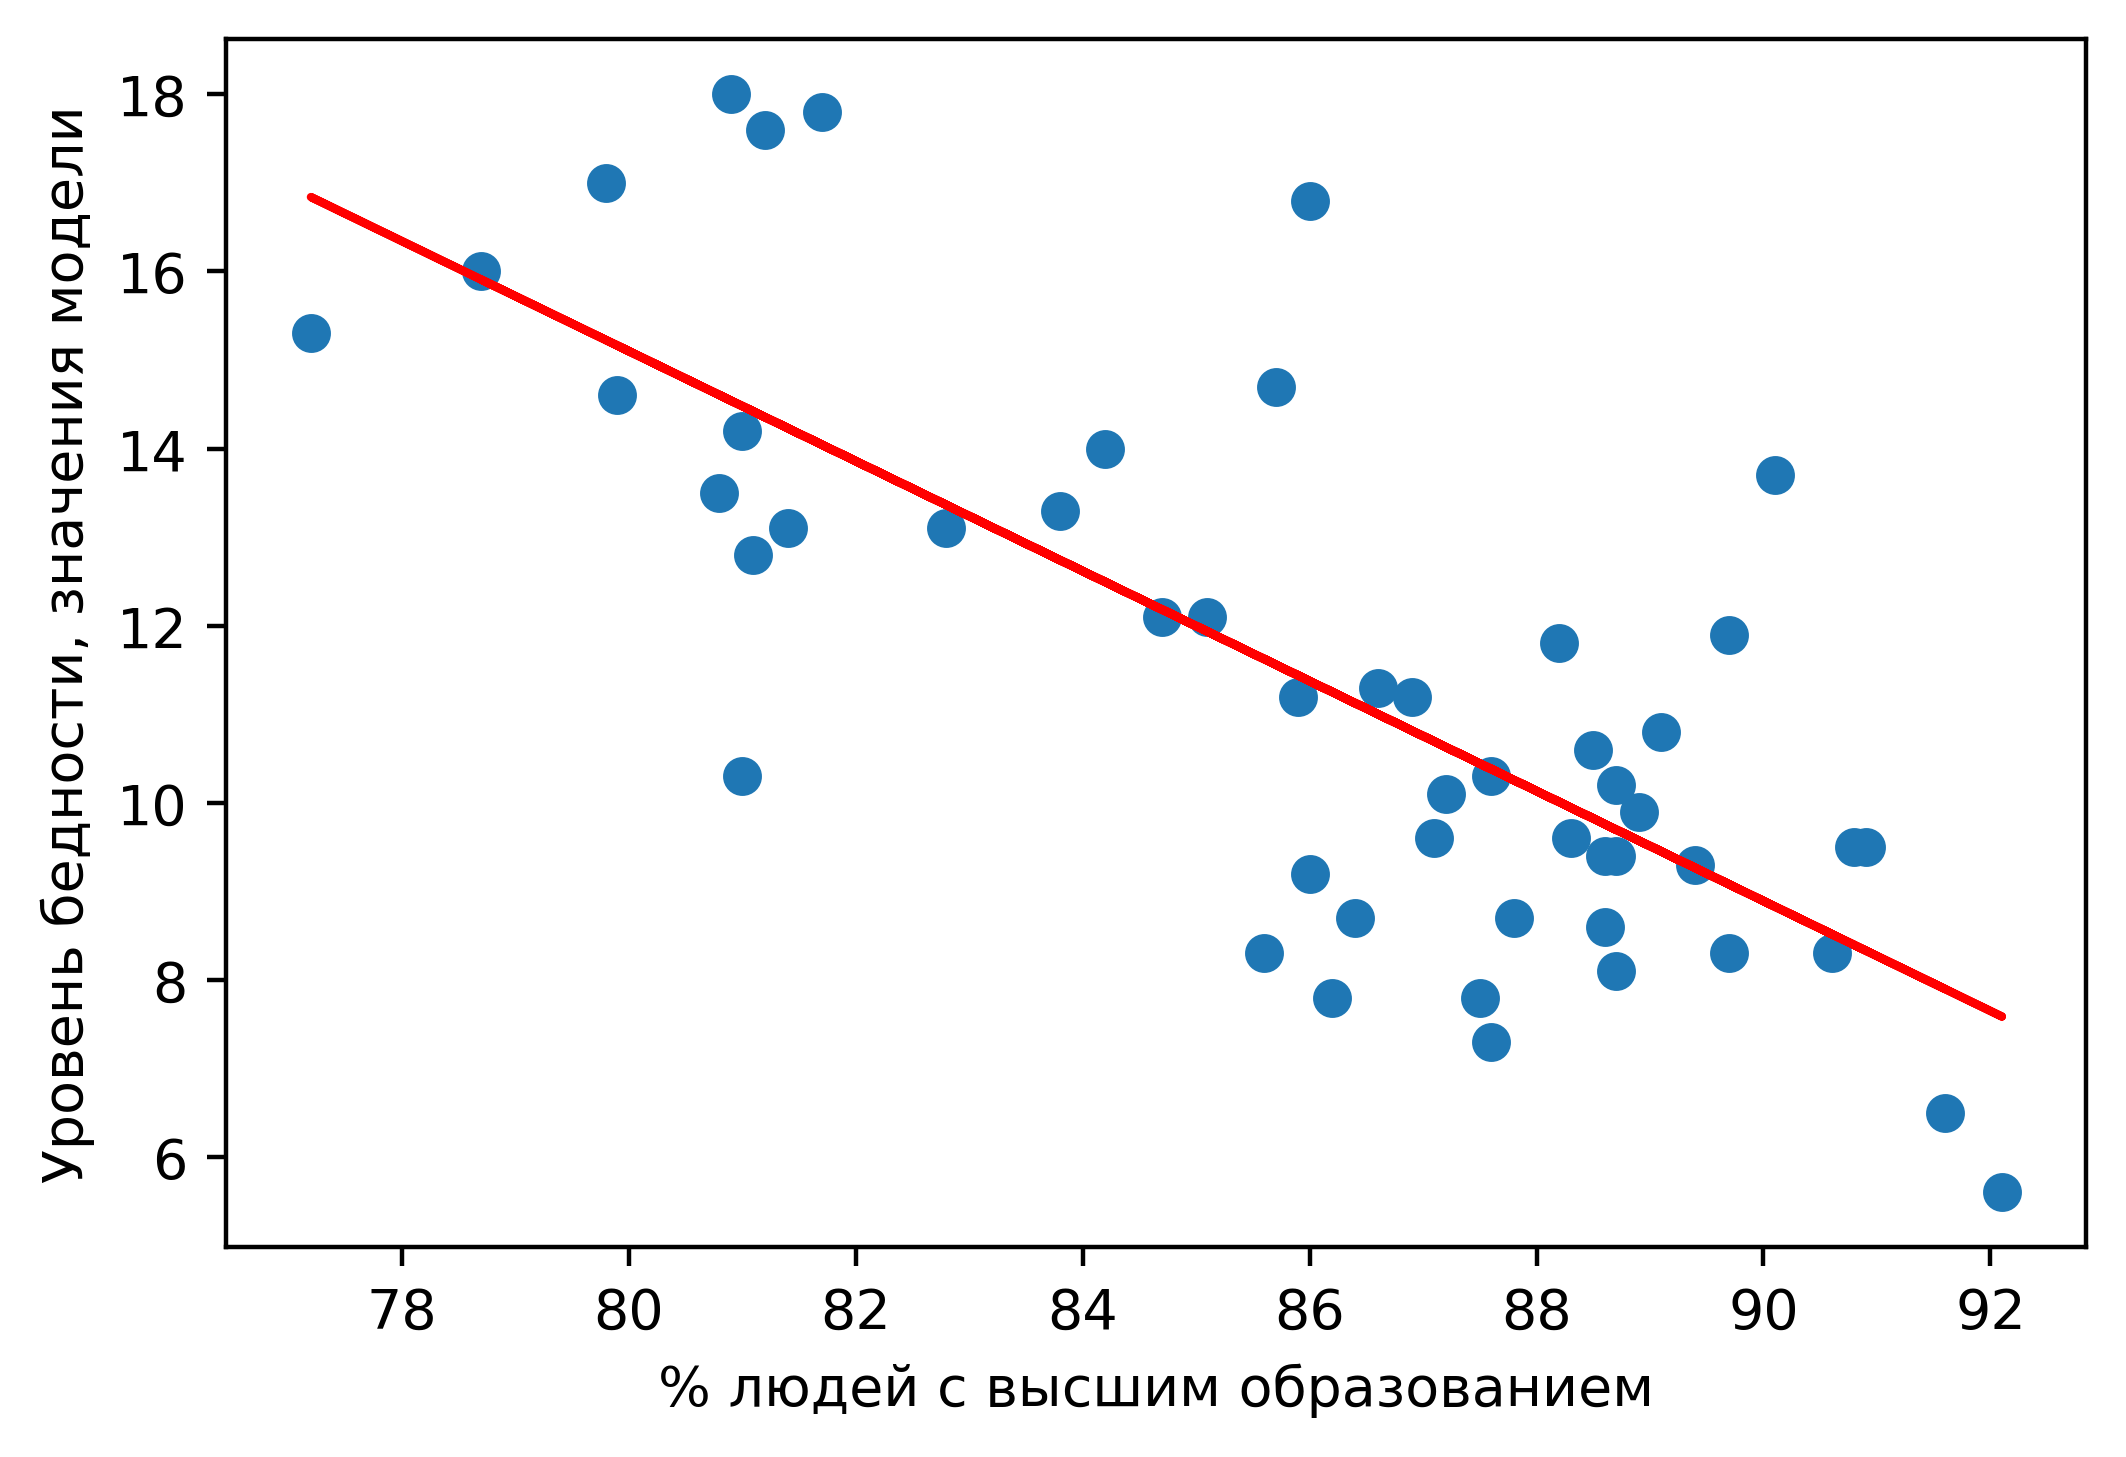 Уровень бедности, значения модели
18
16
14
12
10
8
6
78 80 82 84 86 88 90 92
% людей с высшим образованием